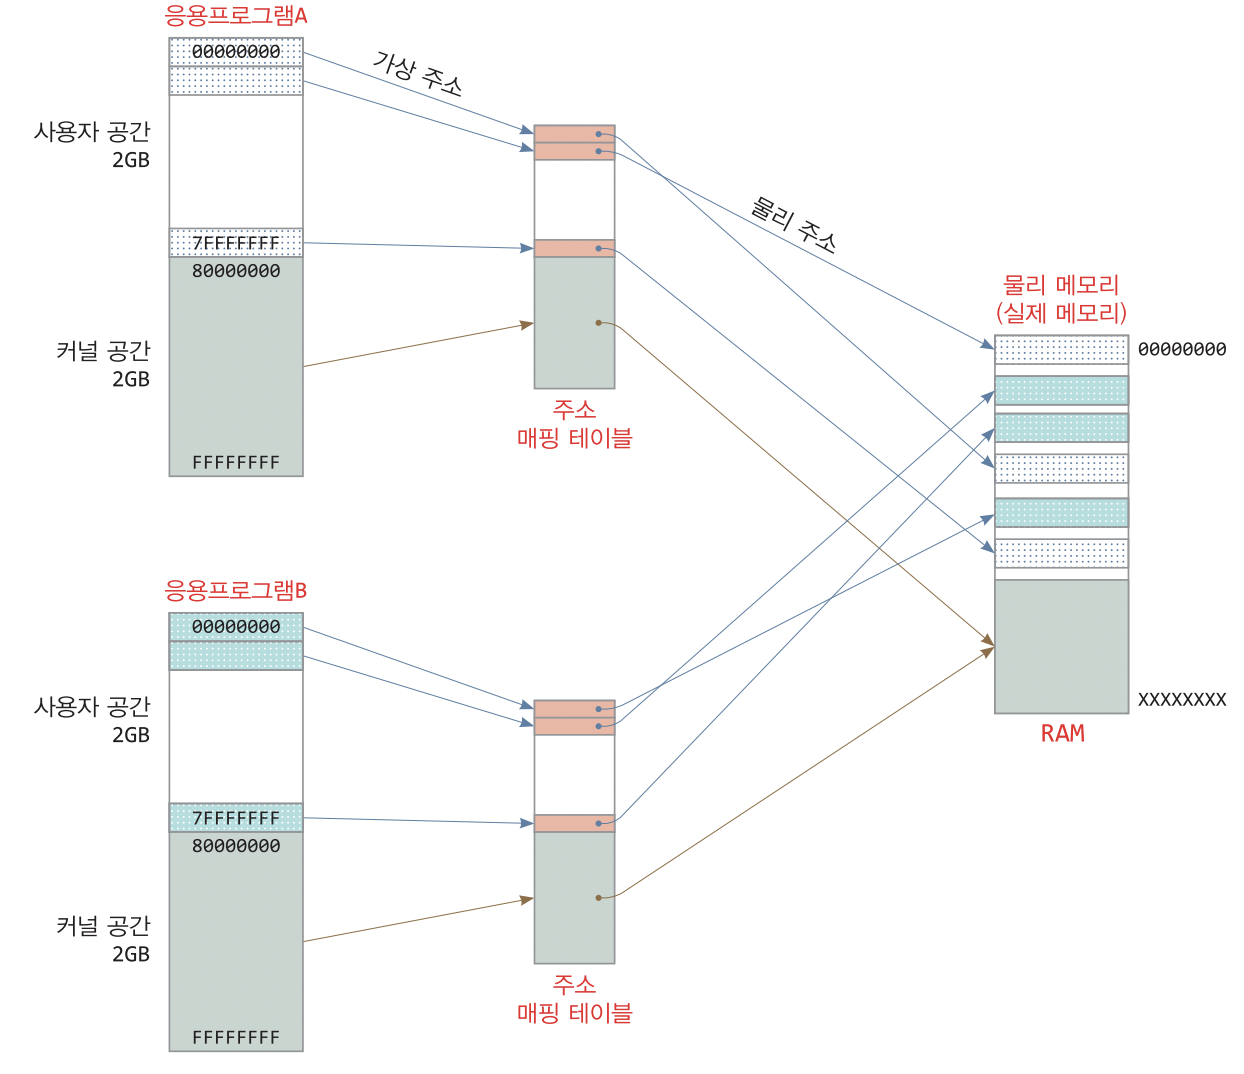 응용프로그램A
00000000
가상 주소
사용자 공간
2GB
7FFFFFFF
80000000
커널 공간
2GB
FFFFFFFF
주소
매핑 테이블
물리 주소
물리 메모리
(실제 메모리)
00000000
XXXXXXXX
RAM
응용프로그램B
00000000
사용자 공간
2GB
7FFFFFFF
80000000
커널 공간
2GB
FFFFFFFF
주소
매핑 테이블